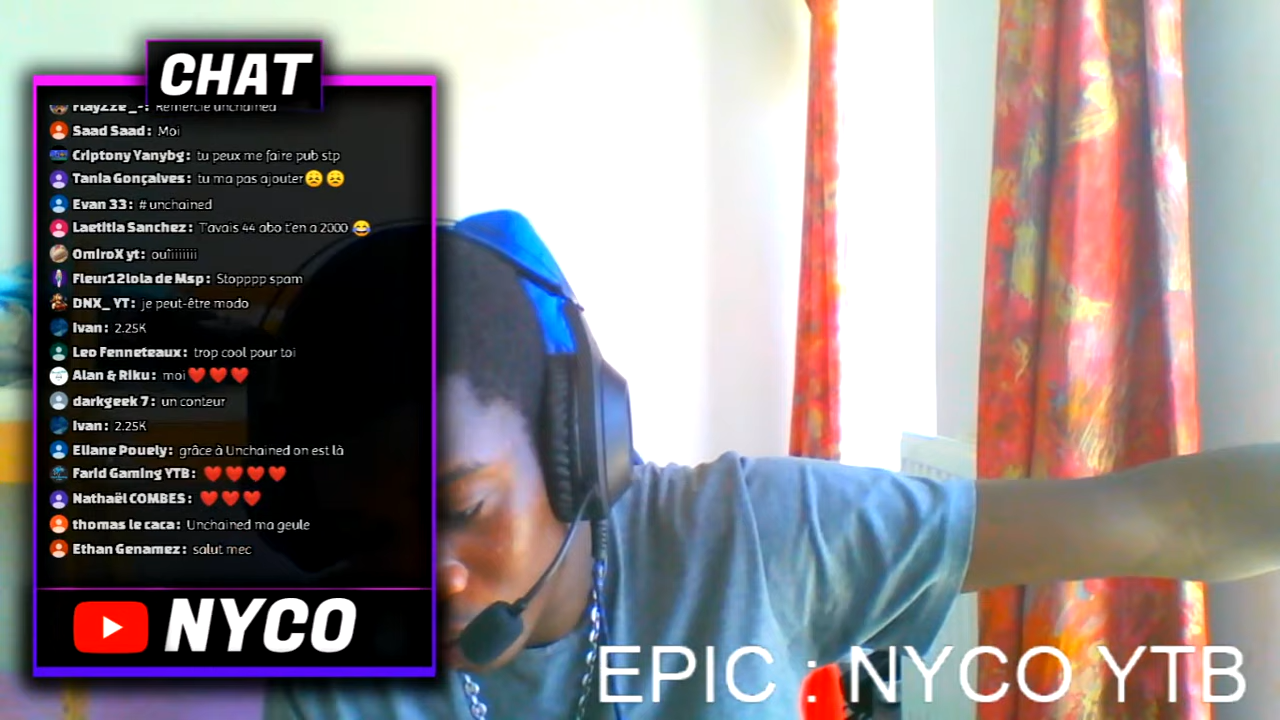 CHAT
Remercie unchained
Saad Saad : Moi
Criptony Yanybg : tu peux me faire pub stp
Tania Gonçalves : tu ma pas ajouter😣😣
Evan 33 : #unchained
Laetitia Sanchez : T'avais 44 abo t'en a 2000 😂
OmiroX yt : ouîiiiiiii
Fleur12lola de Msp : Stopppp spam
DNX_ YT : je peut-être modo
Ivan : 2.25K
Leo Fenneteaux : trop cool pour toi
Alan & Riku : moi❤️❤️❤️
darkgeek 7 : un conteur
Ivan : 2.25K
Eliane Pouely : grâce à Unchained on est là
Farid Gaming YTB : ❤️❤️❤️❤️
Nathaël COMBES : ❤️❤️❤️
thomas le caca : Unchained ma geule
Ethan Genamez : salut mec
NYCO
EPIC : NYCO YTB